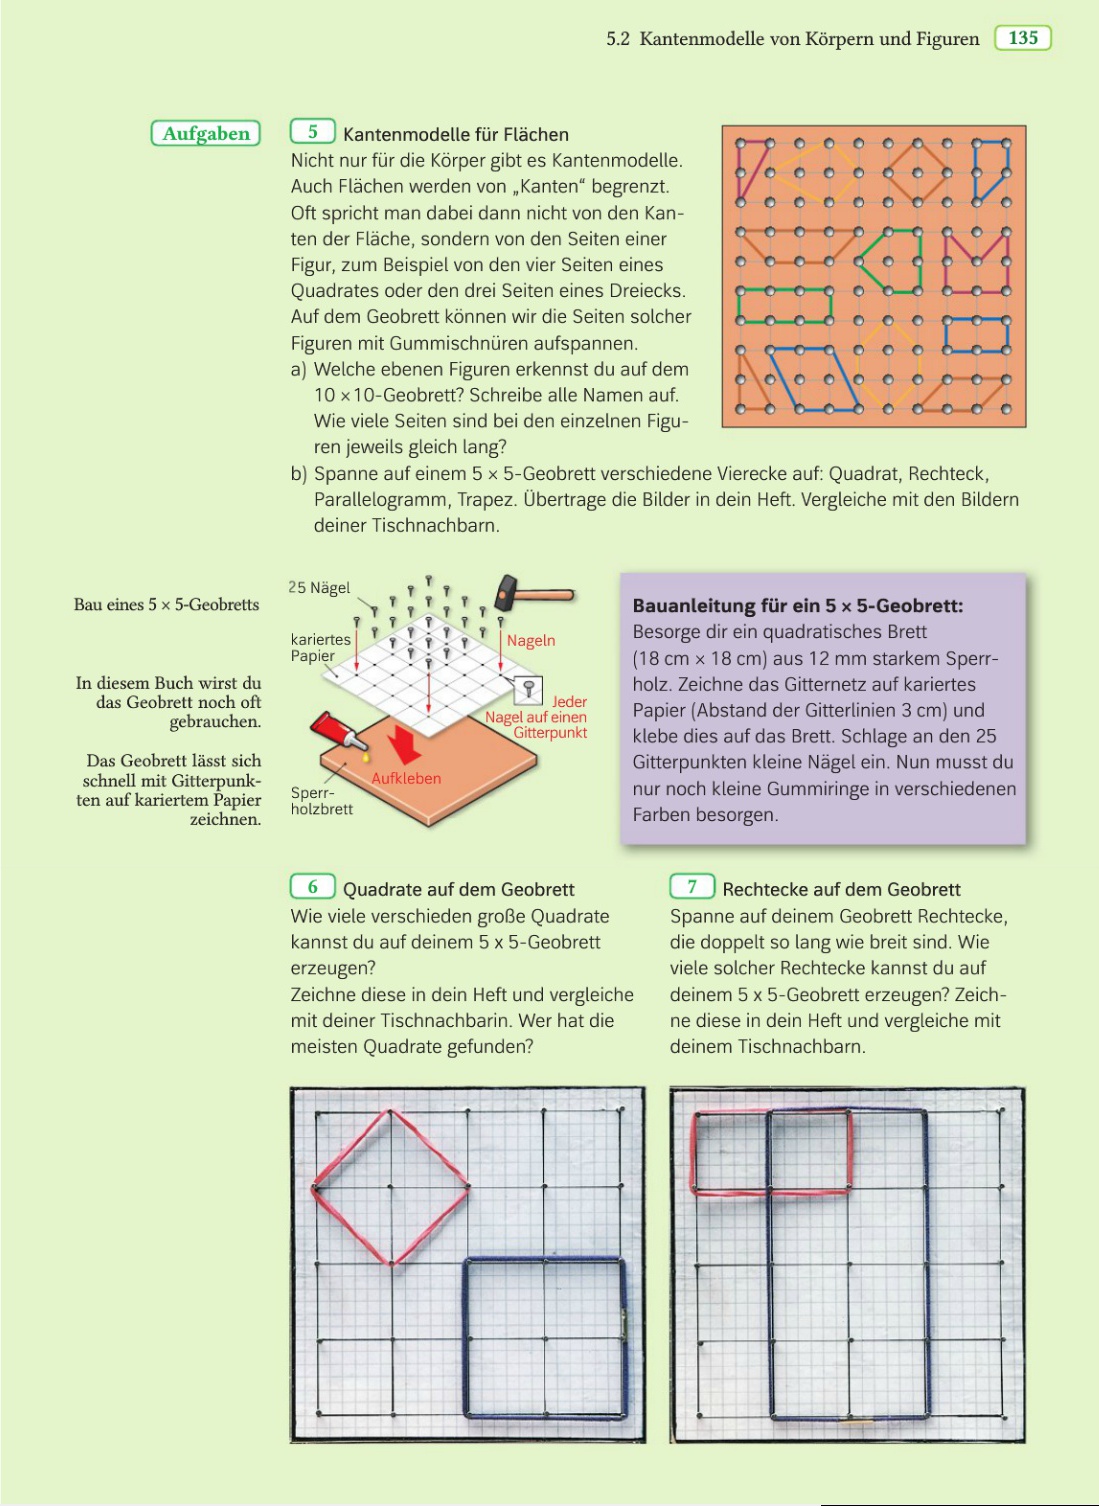 5.2 Kantenmodelle von Körpern und Figuren 135
Aufgaben
5 Kantenmodelle für Flächen
Nicht nur für die Körper gibt es Kantenmodelle.
Auch Flächen werden von „Kanten“ begrenzt.
Oft spricht man dabei dann nicht von den Kan-
ten der Fläche, sondern von den Seiten einer
Figur, zum Beispiel von den vier Seiten eines
Quadrates oder den drei Seiten eines Dreiecks.
Auf dem Geobrett können wir die Seiten solcher
Figuren mit Gummischnüren aufspannen.
a) Welche ebenen Figuren erkennst du auf dem
10 × 10-Geobrett? Schreibe alle Namen auf.
Wie viele Seiten sind bei den einzelnen Figu-
ren jeweils gleich lang?
b) Spanne auf einem 5 × 5-Geobrett verschiedene Vierecke auf: Quadrat, Rechteck,
Parallelogramm, Trapez. Übertrage die Bilder in dein Heft. Vergleiche mit den Bildern
deiner Tischnachbarn.
Bau eines 5 × 5-Geobretts
In diesem Buch wirst du
das Geobrett noch oft
gebrauchen.
Das Geobrett lässt sich
schnell mit Gitterpunk-
ten auf kariertem Papier
zeichnen.
25 Nägel
kariertes
Papier
Nageln
Jeder
Nagel auf einen
Gitterpunkt
Aufkleben
Sperr-
holzbrett
Bauanleitung für ein 5 × 5-Geobrett:
Besorge dir ein quadratisches Brett
(18 cm × 18 cm) aus 12 mm starkem Sperr-
holz. Zeichne das Gitternetz auf kariertes
Papier (Abstand der Gitterlinien 3 cm) und
klebe dies auf das Brett. Schlage an den 25
Gitterpunkten kleine Nägel ein. Nun musst du
nur noch kleine Gummiringe in verschiedenen
Farben besorgen.
6 Quadrate auf dem Geobrett
Wie viele verschieden große Quadrate
kannst du auf deinem 5 x 5-Geobrett
erzeugen?
Zeichne diese in dein Heft und vergleiche
mit deiner Tischnachbarin. Wer hat die
meisten Quadrate gefunden?
7 Rechtecke auf dem Geobrett
Spanne auf deinem Geobrett Rechtecke,
die doppelt so lang wie breit sind. Wie
viele solcher Rechtecke kannst du auf
deinem 5 x 5-Geobrett erzeugen? Zeich-
ne diese in dein Heft und vergleiche mit
deinem Tischnachbarn.